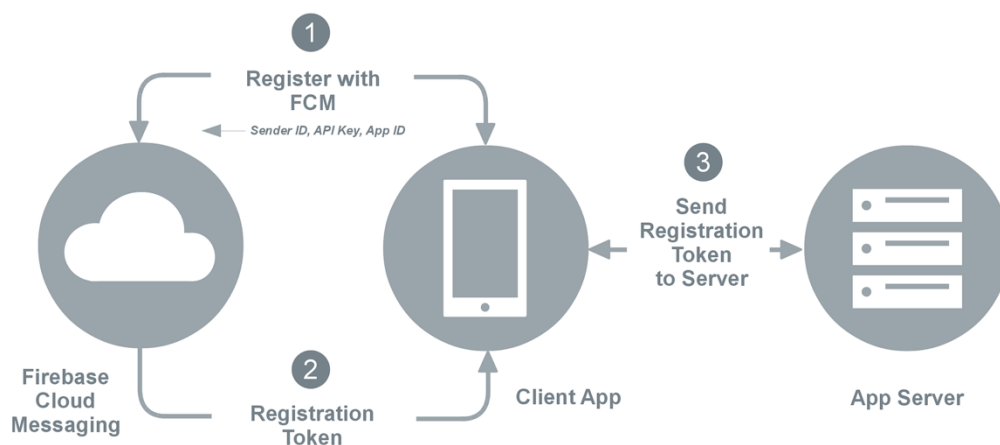 1
Register with
FCM
Sender ID, API Key, App ID
3
Send
Registration
Token
to Server
2
Registration
Token
Firebase
Cloud
Messaging
Client App
App Server